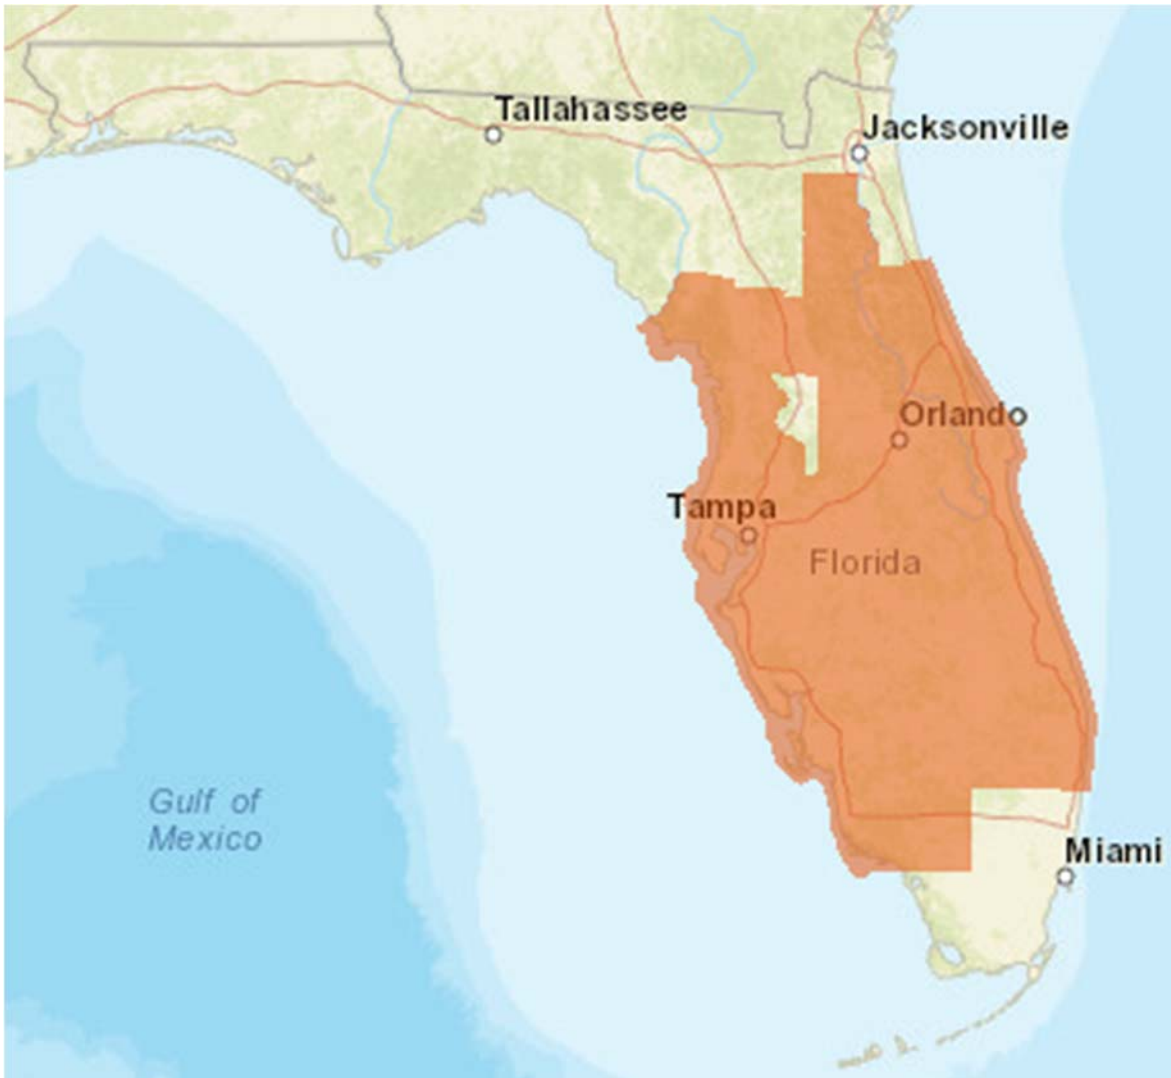 Tallahassee
Jacksonville
Orlando
Tampa
Florida
Gulf of
Mexico
Miami